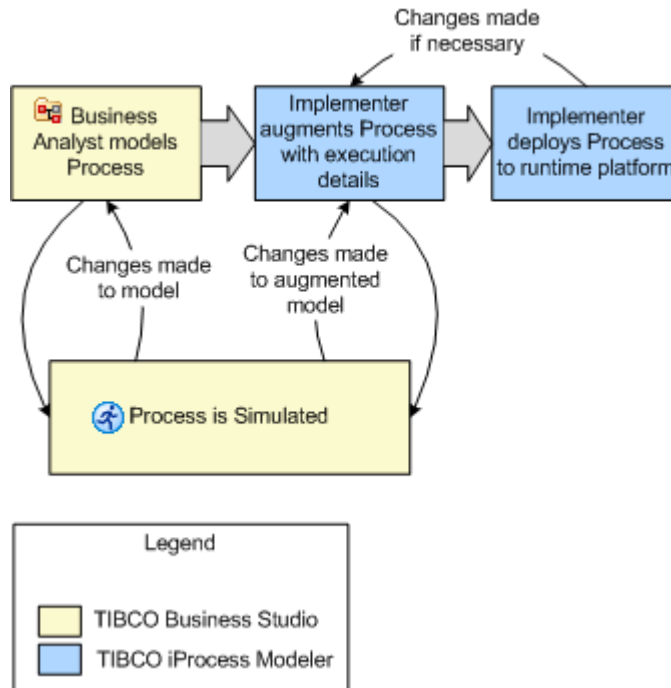 Changes made
if necessary
Business
Analyst models
Process
Implementer
augments Process
with execution
details
Implementer
deploys Process
to runtime platform
Changes made
to model
Changes made
to augmented
model
Process is Simulated
Legend
TIBCO Business Studio
TIBCO iProcess Modeler